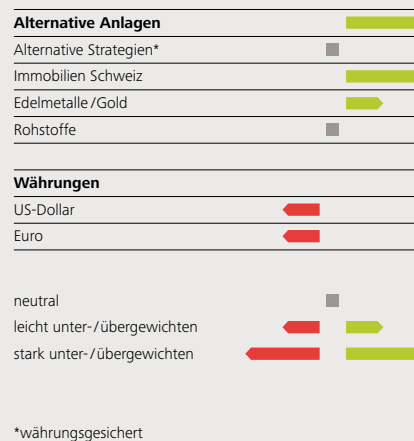 Alternative Anlagen
Alternative Strategien*
Immobilien Schweiz
Edelmetalle/Gold
Rohstoffe
Währungen
US-Dollar
Euro
neutral
leicht unter-/übergewichten
stark unter-/übergewichten
*währungsgesichert